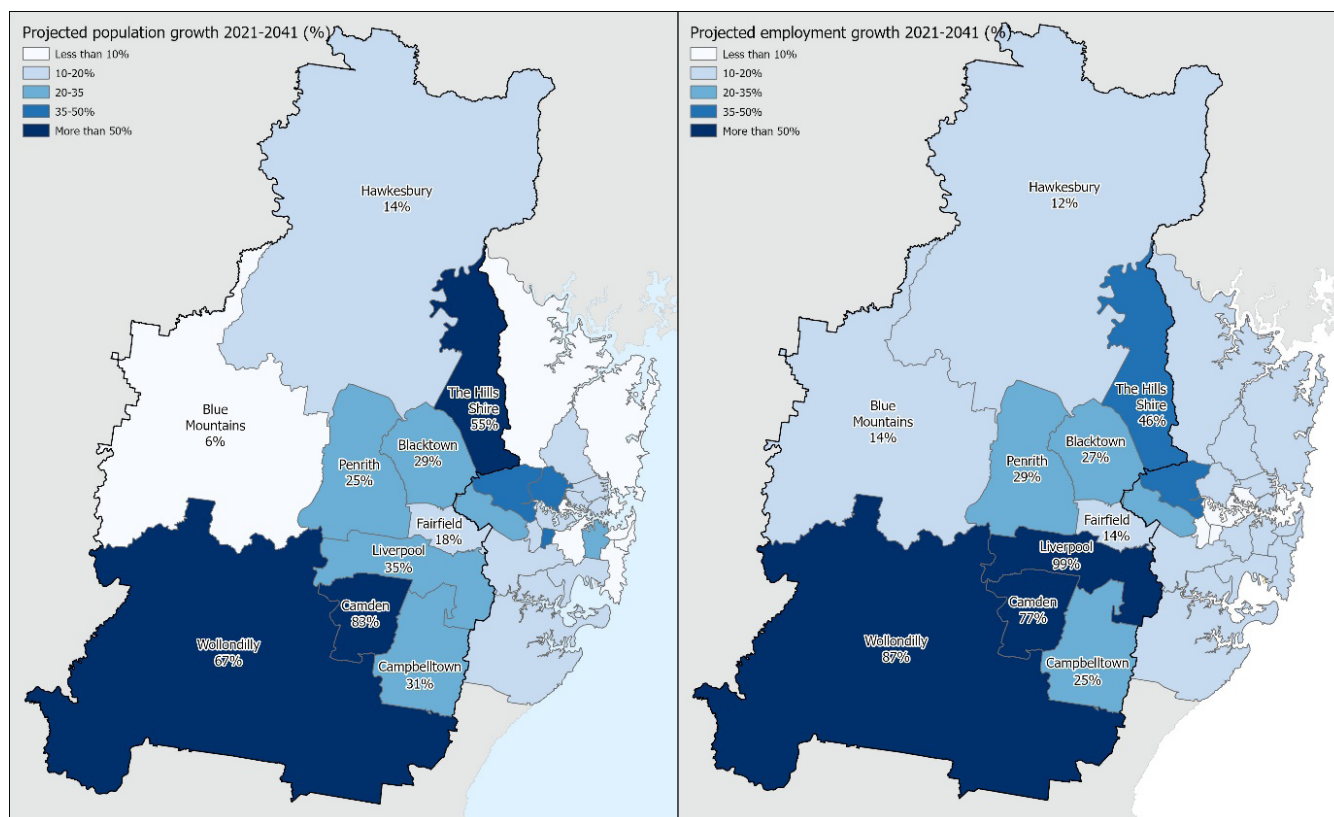 Projected population growth 2021-2041 (%)
Less than 10%
10-20%
20-35
35-50%
More than 50%
Hawkesbury
14%
The Hills
Shire
55%
Blue
Mountains
6%
Blacktown
29%
Penrith
25%
Fairfield
18%
Liverpool
35%
Camden
83%
Wollondilly
67%
Campbelltown
31%
Projected employment growth 2021-2041 (%)
Less than 10%
10-20%
20-35
35-50%
More than 50%
Hawkesbury
12%
The Hills
Shire
46%
Blue
Mountains
14%
Blacktown
27%
Penrith
29%
Fairfield
14%
Liverpool
99%
Camden
77%
Wollondilly
87%
Campbelltown
25%